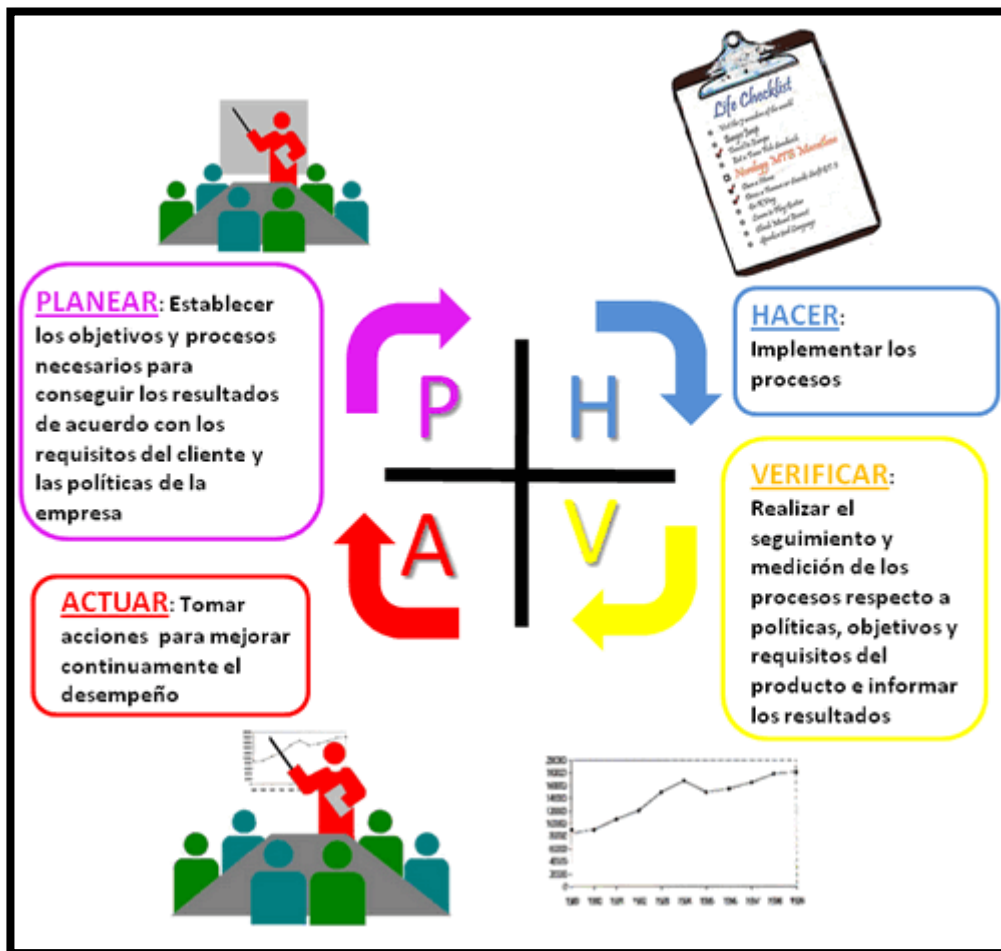 Life Checklist
PLANEAR: Establecer
los objetivos y procesos
necesarios para
conseguir los resultados
de acuerdo con los
requisitos del cliente y
las políticas de la
empresa
P
H
HACER:
Implementar los
procesos
A
V
VERIFICAR:
Realizar el
seguimiento y
medición de los
procesos respecto a
políticas, objetivos y
requisitos del
producto e informar
los resultados
ACTUAR: Tomar
acciones para mejorar
continuamente el
desempeño